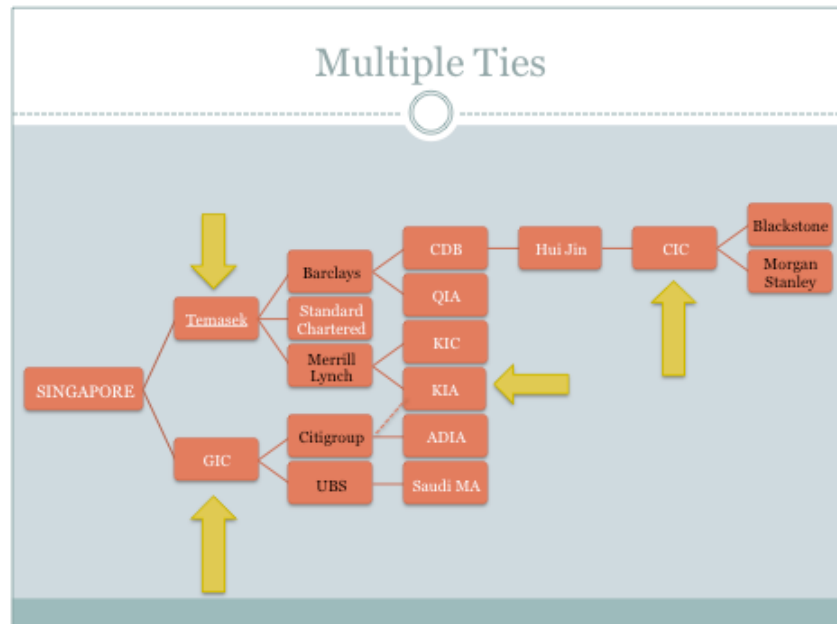 Multiple Ties
SINGAPORE
Temasek
GIC
Barclays
Standard
Chartered
Merrill
Lynch
Citigroup
UBS
CDB
QIA
KIC
KIA
ADIA
Saudi MA
Hui Jin
CIC
Blackstone
Morgan
Stanley